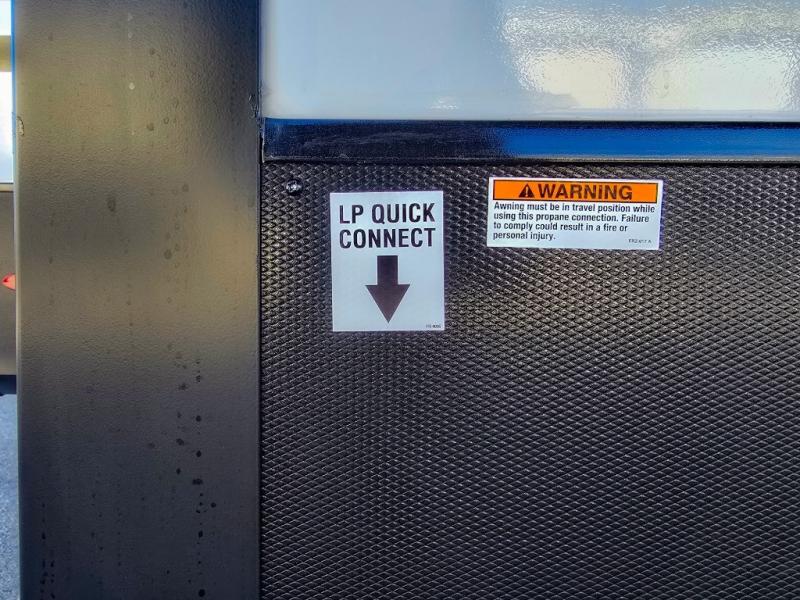 LP QUICK
CONNECT
WARNING
Awning must be in travel position while
using this propane connection. Failure
to comply could result in a fire or
personal injury.